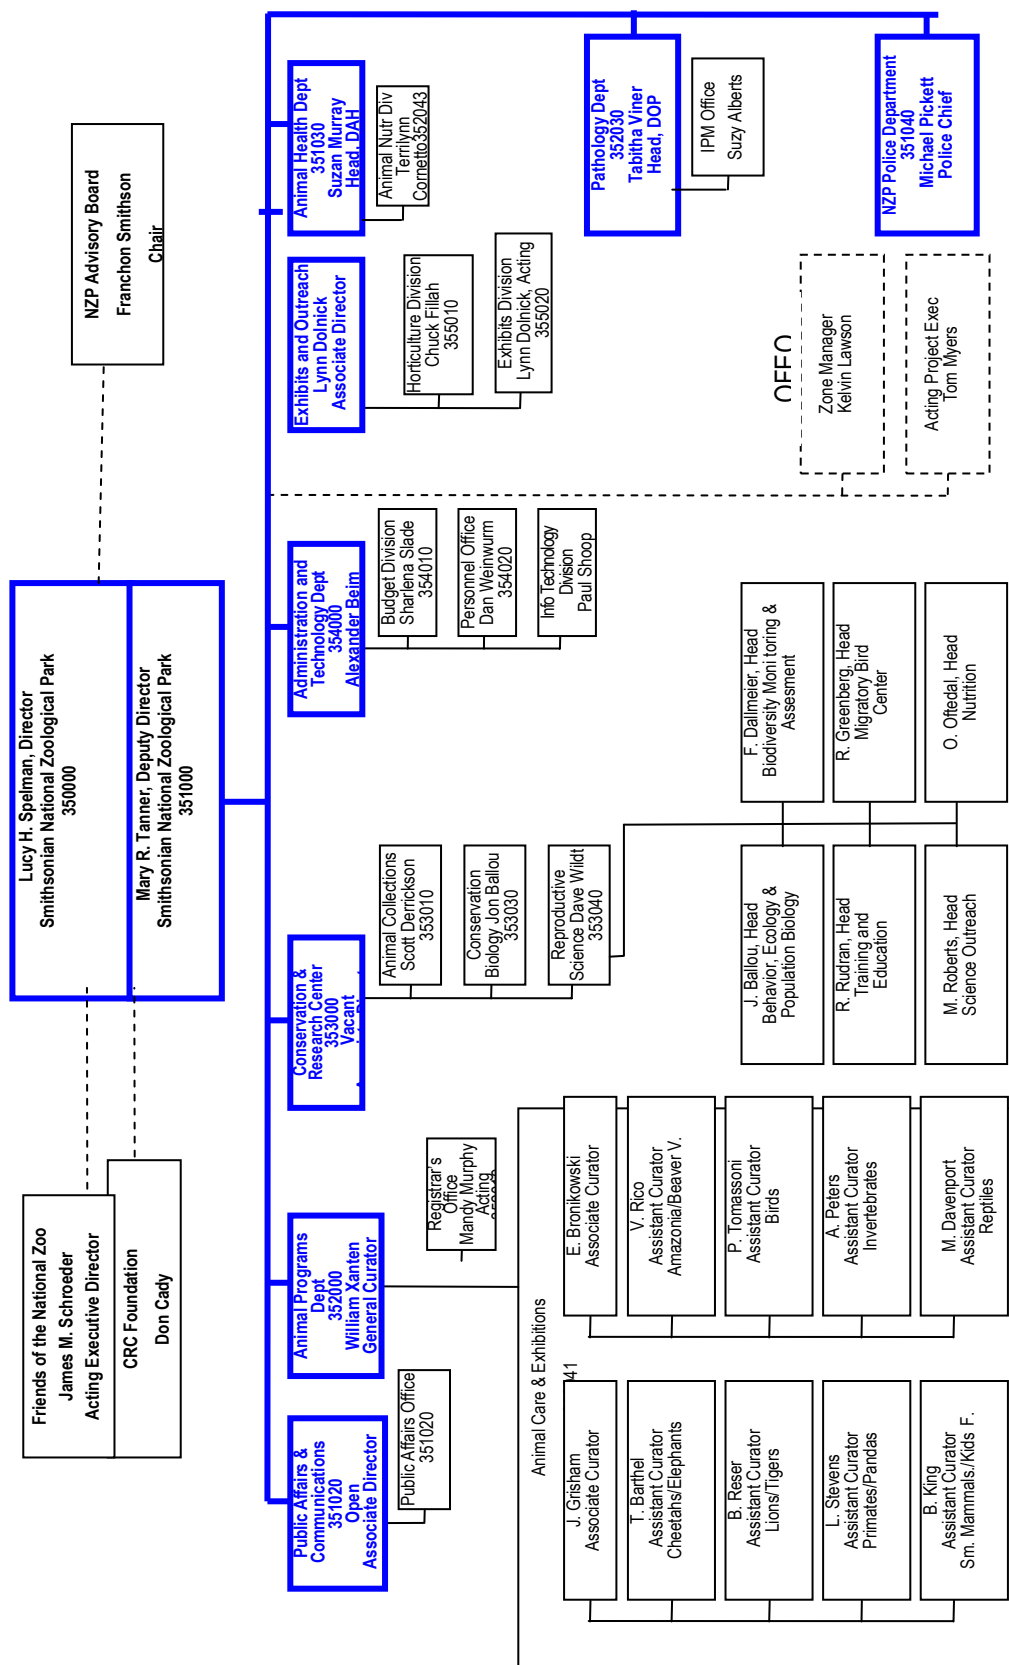 Lucy H. Spelman, Director
Smithsonian National Zoological Park
350000
Mary R. Tanner, Deputy Director
Smithsonian National Zoological Park
351000
Friends of the National Zoo
James M. Schroeder
Acting Executive Director
CRC Foundation
Don Cady
NZP Advisory Board
Franchon Smithson
Chair
Public Affairs &
Communications
351020
Open
Associate Director
Public Affairs Office
351020
Animal Programs
Dept
352000
William Xanten
General Curator
Registrar's
Office
Mandy Murphy
Acting
Animal Care & Exhibitions
41
J. Grisham
Associate Curator
T. Barthel
Assistant Curator
Cheetahs/Elephants
B. Reser
Assistant Curator
Lions/Tigers
L. Stevens
Assistant Curator
Primates/Pandas
B. King
Assistant Curator
Sm. Mammals./Kids F.
E. Bronikowski
Associate Curator
V. Rico
Assistant Curator
Amazonia/Beaver V.
P. Tomassoni
Assistant Curator
Birds
A. Peters
Assistant Curator
Invertebrates
M. Davenport
Assistant Curator
Reptiles
Conservation &
Research Center
353000
Vacant
Animal Collections
Scott Derrickson
353010
Conservation
Biology Jon Ballou
353030
Reproductive
Science Dave Wildt
353040
J. Ballou, Head
Behavior, Ecology &
Population Biology
R. Rudran, Head
Training and
Education
M. Roberts, Head
Science Outreach
F. Dallmeier, Head
Biodiversity Monitoring &
Assesment
R. Greenberg, Head
Migratory Bird
Center
O. Oftedal, Head
Nutrition
Administration and
Technology Dept
354000
Alexander Beim
Budget Division
Sharlena Slade
354010
Personnel Office
Dan Weinwurm
354020
Info Technology
Division
Paul Shoop
Exhibits and Outreach
Lynn Dolnick
Associate Director
Horticulture Division
Chuck Fillah
355010
Exhibits Division
Lynn Dolnick, Acting
355020
Zone Manager
Kelvin Lawson
Acting Project Exec
Tom Myers
Animal Health Dept
351030
Suzan Murray
Head, DAH
Animal Nutr Div
Terrilynn
Cornetto352043
Pathology Dept
352030
Tabitha Viner
Head, DOP
IPM Office
Suzy Alberts
NZP Police Department
351040
Michael Pickett
Police Chief